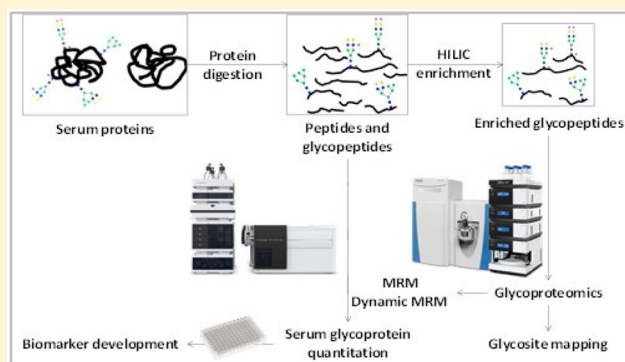 Protein
digestion
HILIC
enrichment
Serum proteins
Peptides and
glycopeptides
Enriched glycopeptides
MRM
Dynamic MRM
Glycoproteomics
Biomarker development
Serum glycoprotein
quantitation
Glycosite mapping